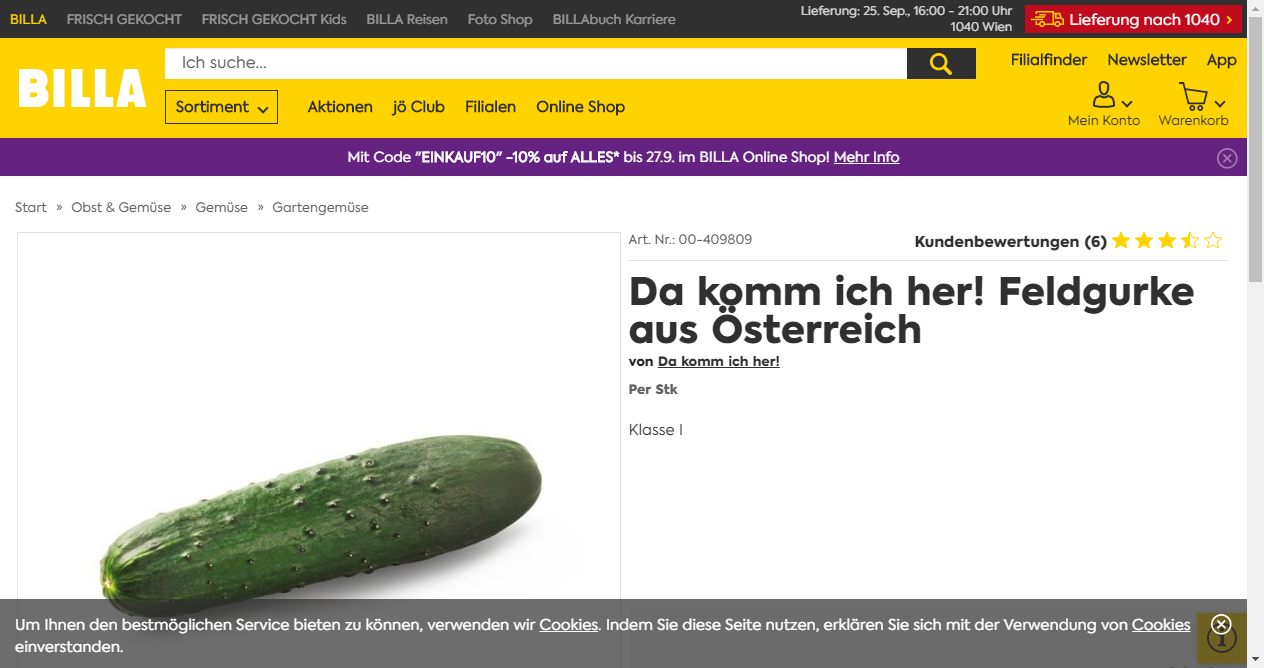 BILLA FRISCH GEKOCHT FRISCH GEKOCHT Kids BILLA Reisen Foto Shop BILLAbuch Karriere
Lieferung: 25. Sep., 16:00 - 21:00 Uhr
1040 Wien
Lieferung nach 1040
BILLA
Ich suche...
Filialfinder Newsletter App
Sortiment Aktionen jö Club Filialen Online Shop
Mein Konto Warenkorb
Mit Code "EINKAUF10" -10% auf ALLES* bis 27.9. im BILLA Online Shop! Mehr Info
Start » Obst & Gemüse » Gemüse » Gartengemüse
Art. Nr.: 00-409809
Kundenbewertungen (6)
Da komm ich her! Feldgurke
aus Österreich
von Da komm ich her!
Per Stk
Klasse I
Um Ihnen den bestmöglichen Service bieten zu können, verwenden wir Cookies. Indem Sie diese Seite nutzen, erklären Sie sich mit der Verwendung von Cookies
einverstanden.